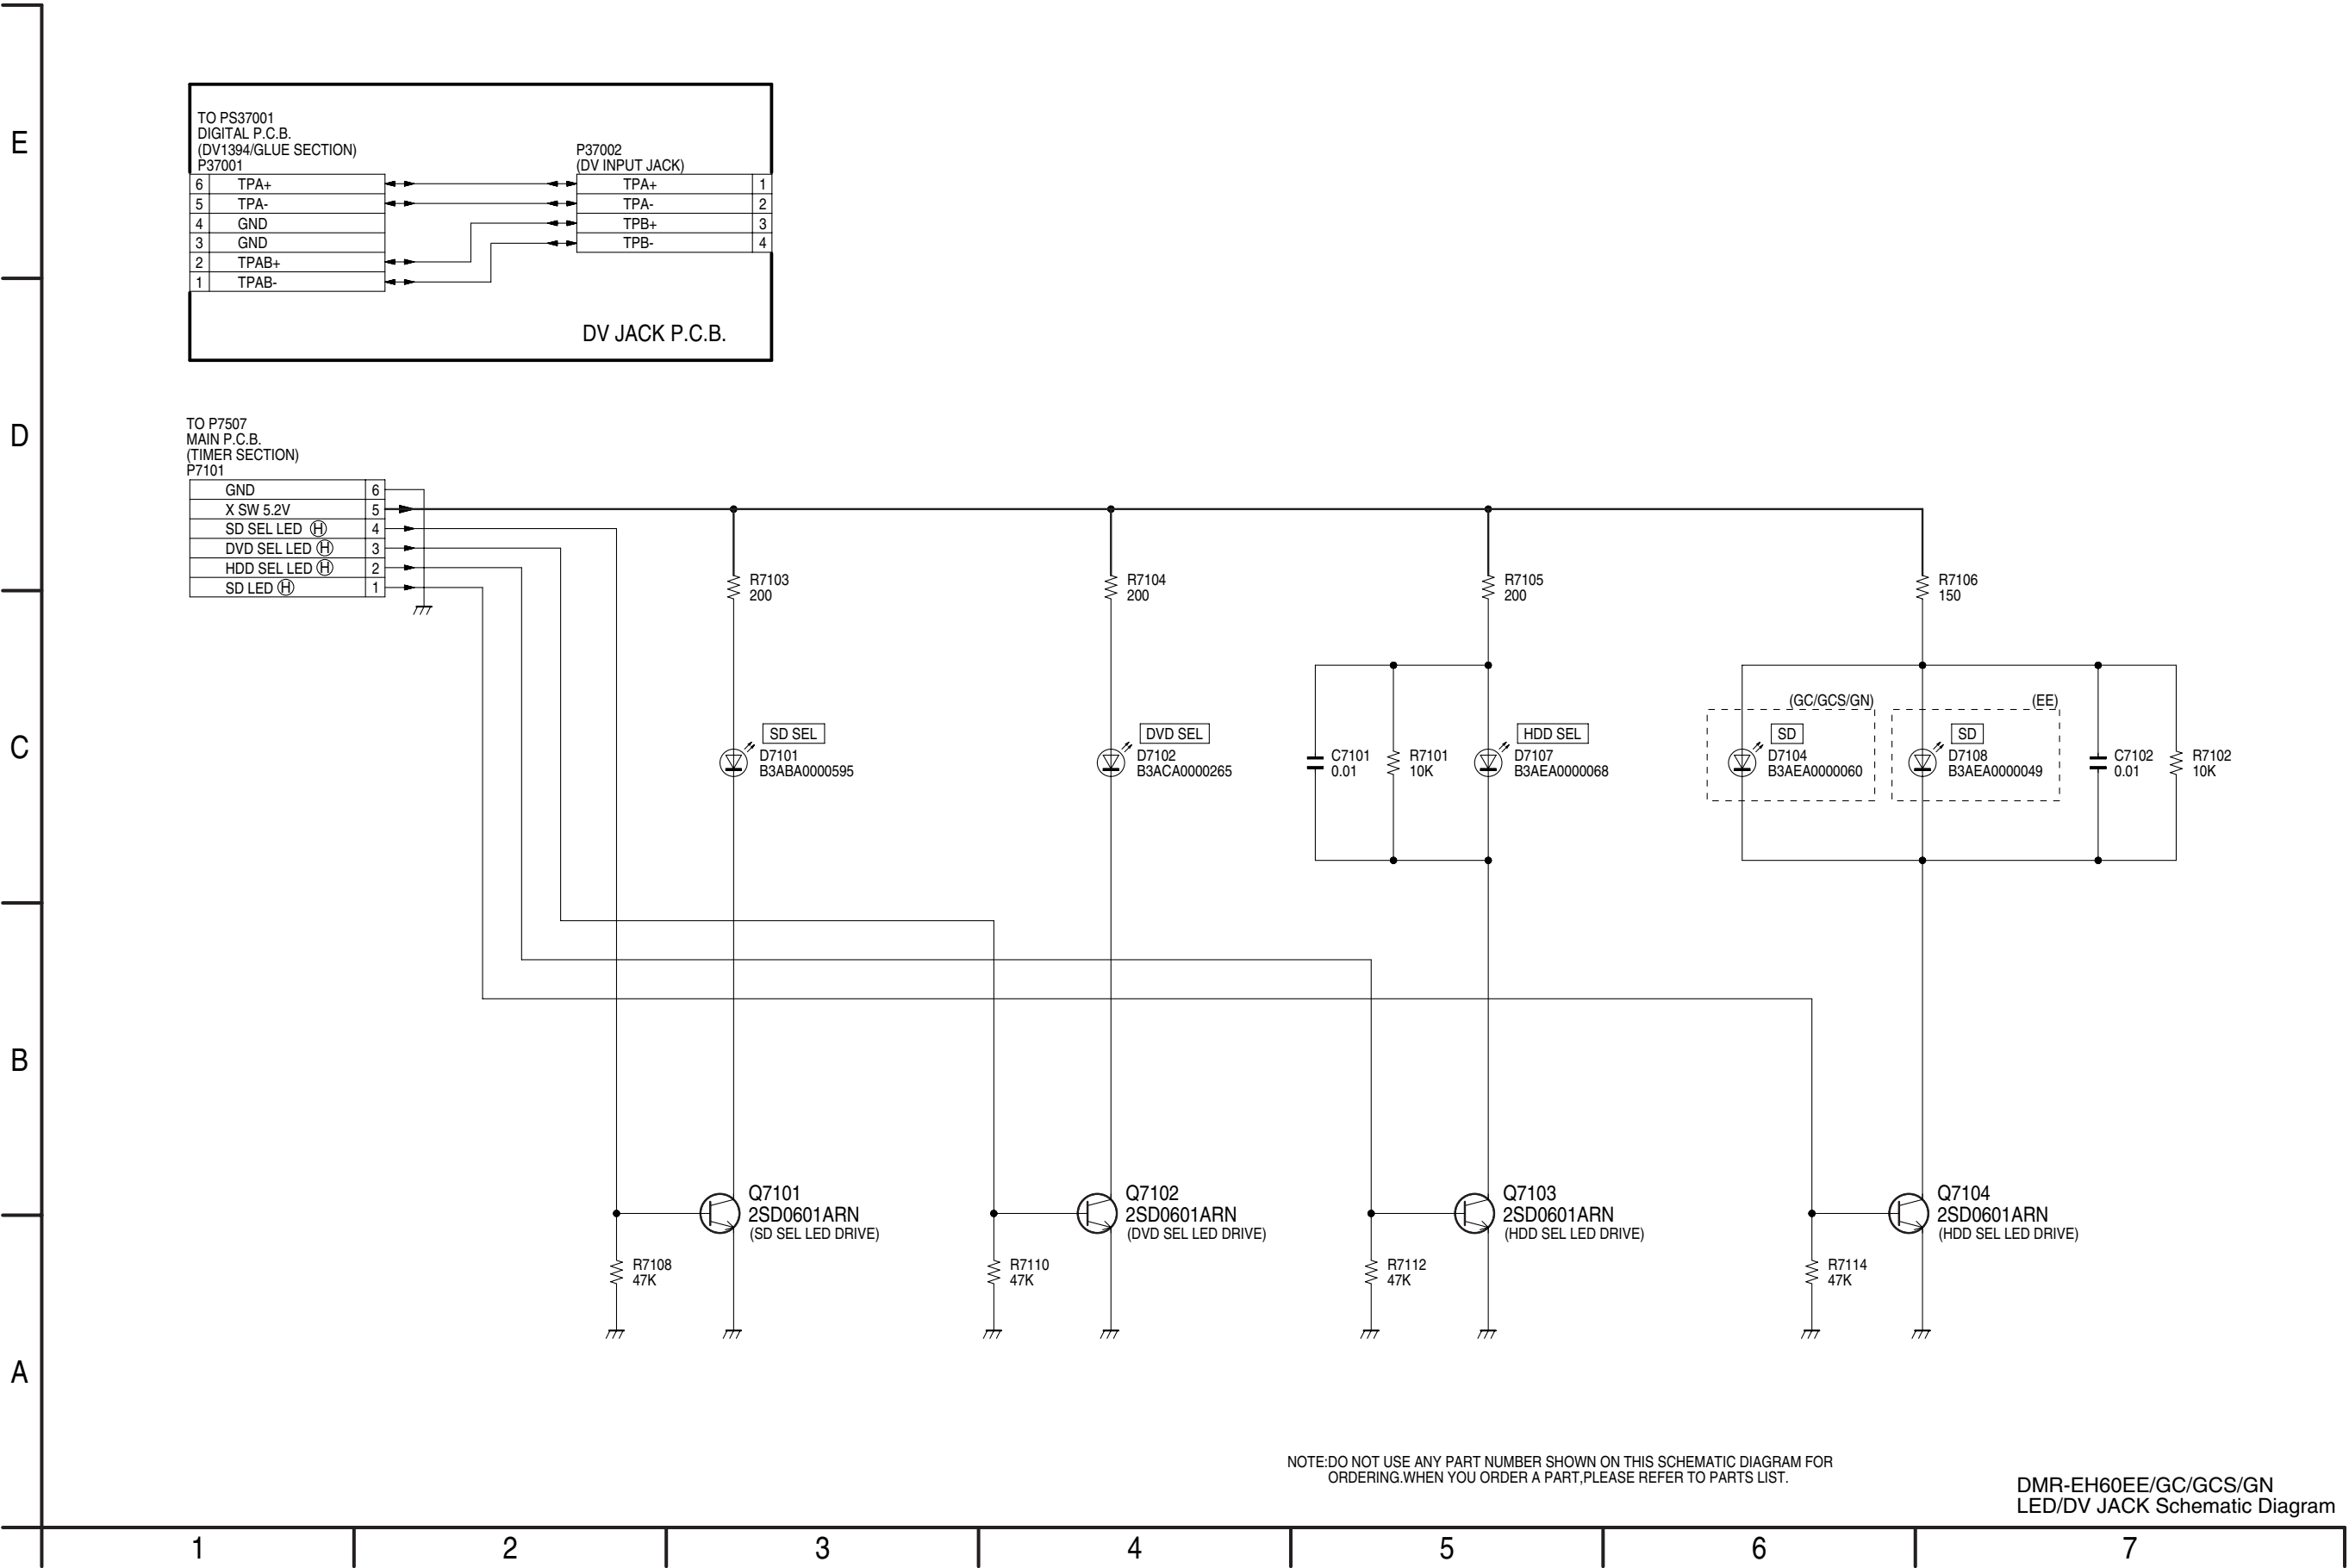 E
TO PS37001
DIGITAL P.C.B.
(DV1394/GLUE SECTION)
P37001
6 TPA+
5 TPA-
4 GND
3 GND
2 TPAB+
1 TPAB-
P37002
(DV INPUT JACK)
TPA+ 1
TPA- 2
TPB+ 3
TPB- 4
DV JACK P.C.B.
D
TO P7507
MAIN P.C.B.
(TIMER SECTION)
P7101
GND 6
X SW 5.2V 5
SD SEL LED Ⓗ 4
DVD SEL LED Ⓗ 3
HDD SEL LED Ⓗ 2
SD LED Ⓗ 1
R7103
200
R7104
200
R7105
200
R7106
150
C
SD SEL
D7101
B3ABA0000595
DVD SEL
D7102
B3ACA0000265
C7101
0.01
R7101
10K
HDD SEL
D7107
B3AEA0000068
(GC/GCS/GN)
SD
D7104
B3AEA0000060
(EE)
SD
D7108
B3AEA0000049
C7102
0.01
R7102
10K
B
Q7101
2SD0601ARN
(SD SEL LED DRIVE)
Q7102
2SD0601ARN
(DVD SEL LED DRIVE)
Q7103
2SD0601ARN
(HDD SEL LED DRIVE)
Q7104
2SD0601ARN
(HDD SEL LED DRIVE)
R7108
47K
R7110
47K
R7112
47K
R7114
47K
A
NOTE:DO NOT USE ANY PART NUMBER SHOWN ON THIS SCHEMATIC DIAGRAM FOR
ORDERING.WHEN YOU ORDER A PART,PLEASE REFER TO PARTS LIST.
DMR-EH60EE/GC/GCS/GN
LED/DV JACK Schematic Diagram
1 2 3 4 5 6 7